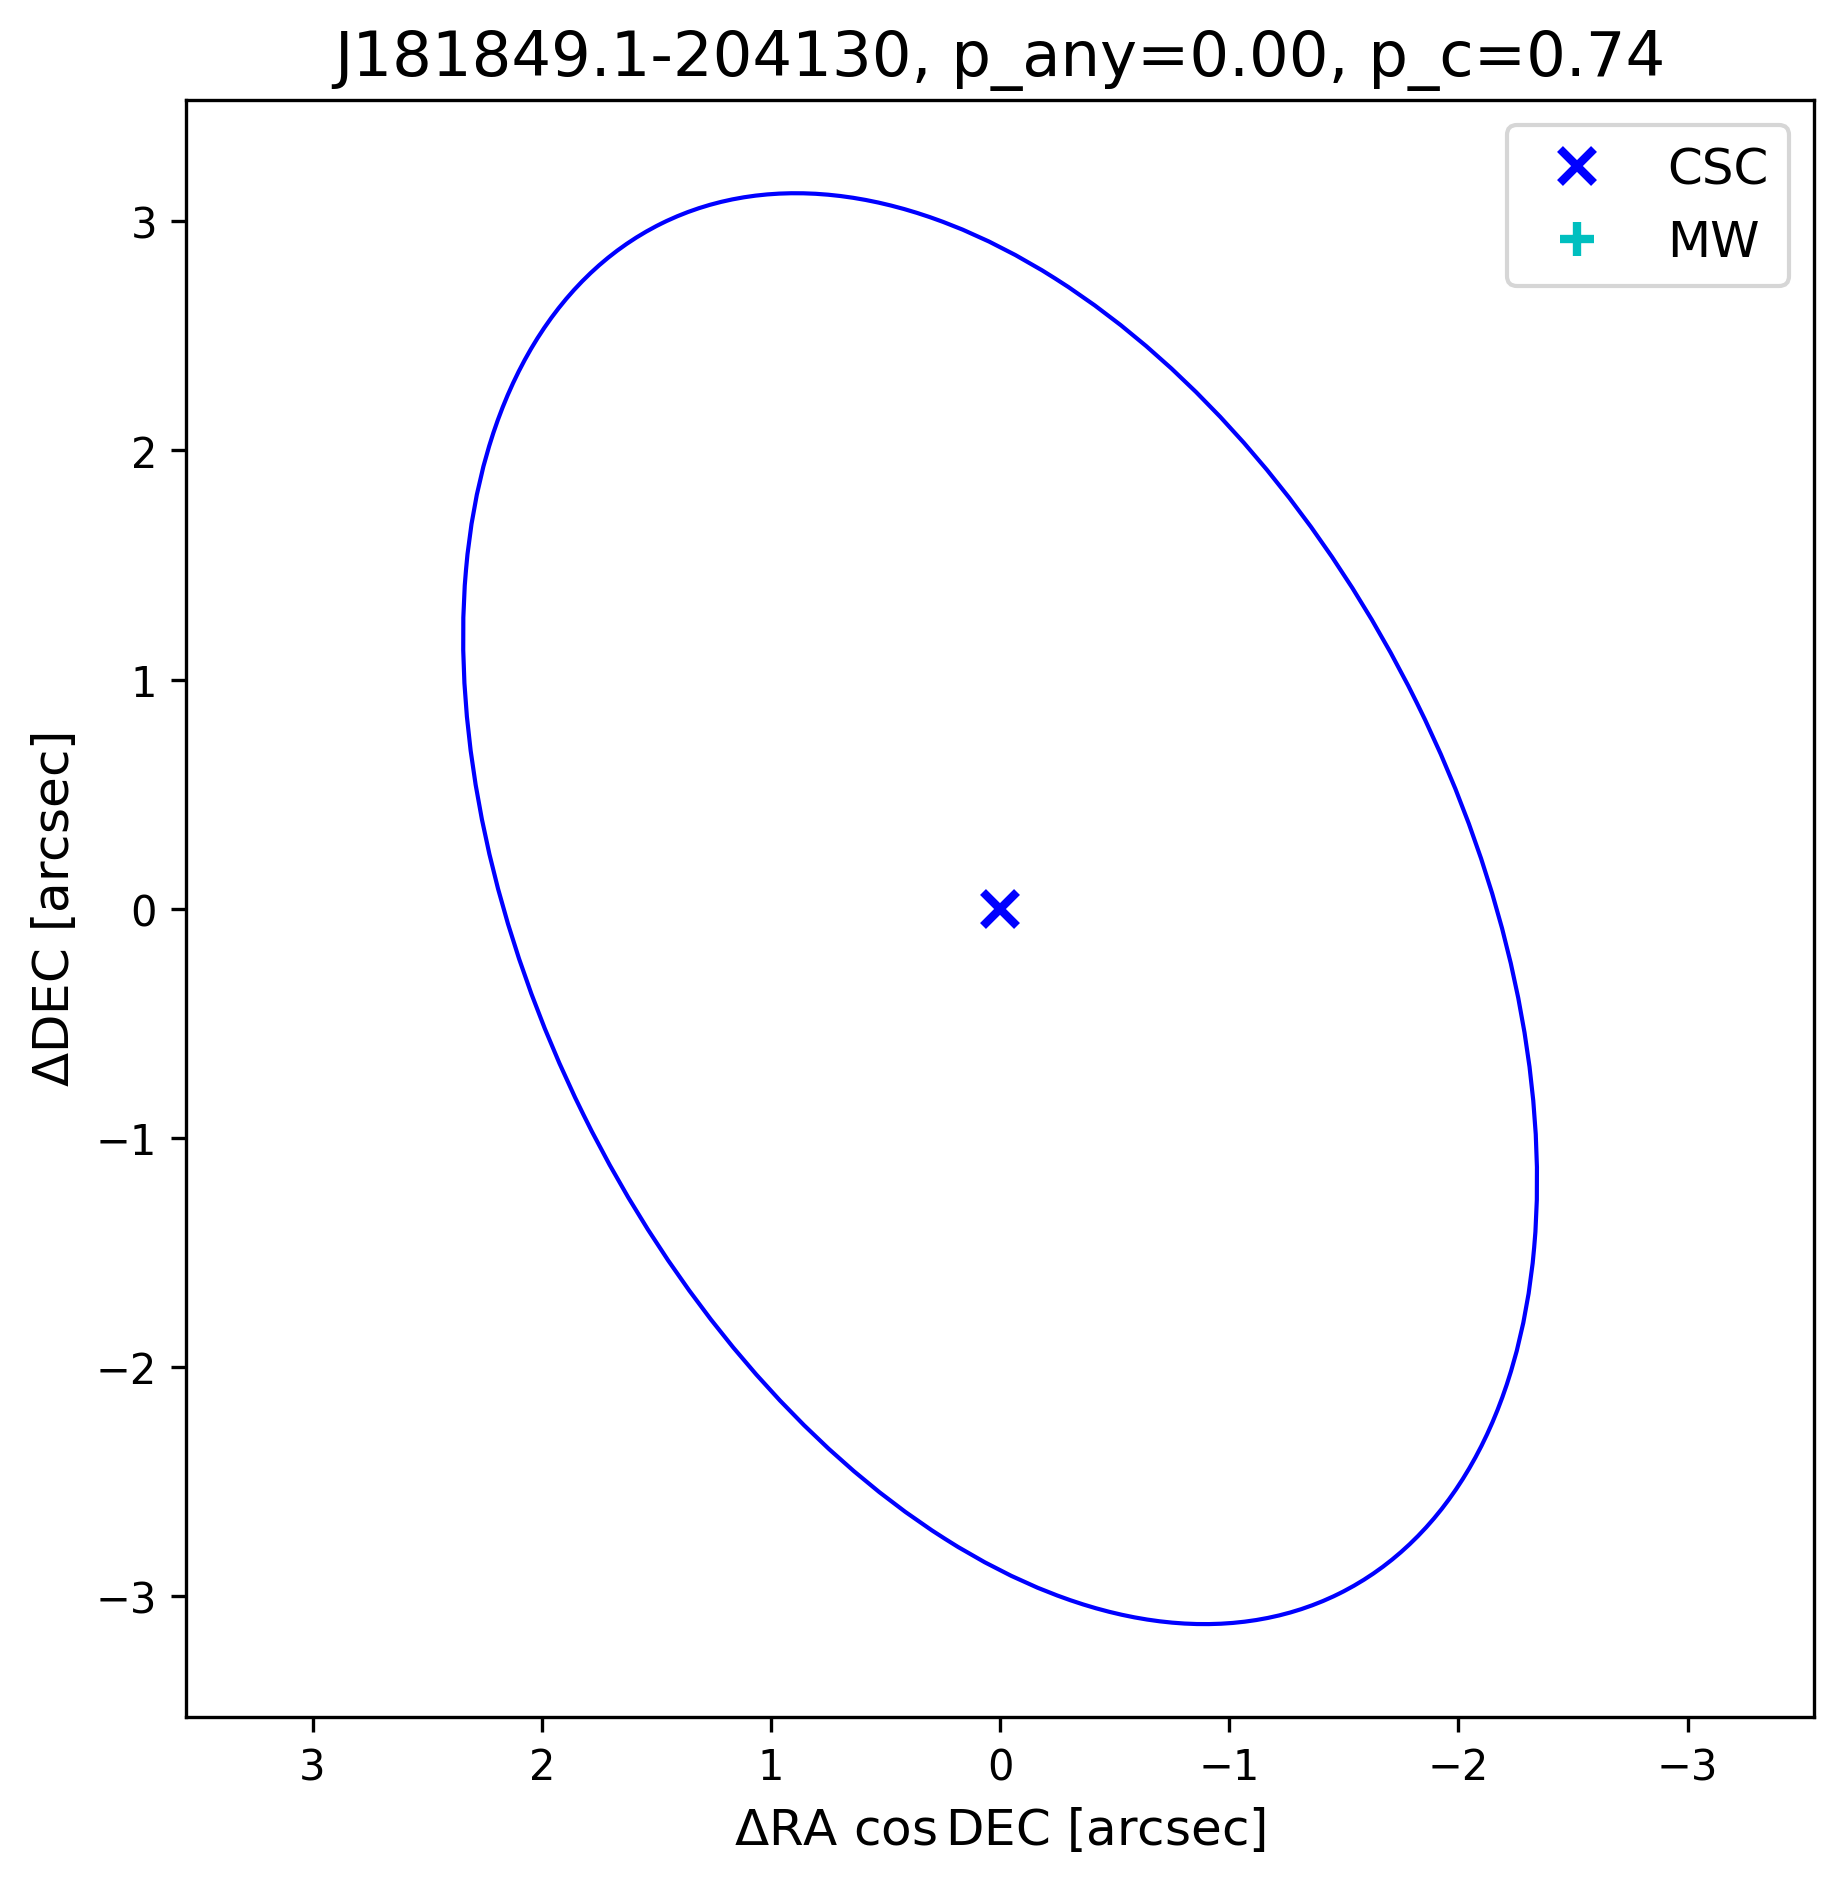 J181849.1-204130, p_any=0.00, p_c=0.74
CSC
MW
3
2
1
0
−1
−2
−3
ΔDEC [arcsec]
3 2 1 0 −1 −2 −3
ΔRA cos DEC [arcsec]